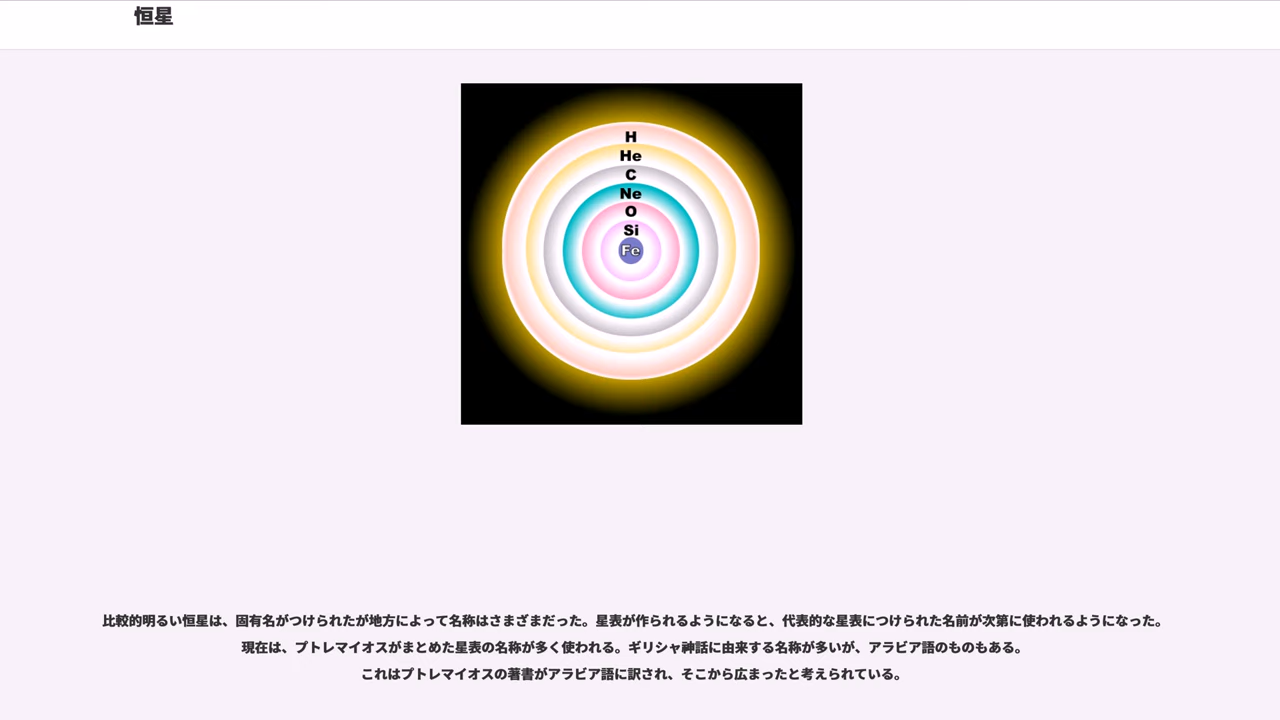 恒星
H
He
C
Ne
O
Si
Fe
比較的明るい恒星は、固有名がつけられたが地方によって名称はさまざまだった。星表が作られるようになると、代表的な星表につけられた名前が次第に使われるようになった。
現在は、プトレマイオスがまとめた星表の名称が多く使われる。ギリシャ神話に由来する名称が多いが、アラビア語のものもある。
これはプトレマイオスの著書がアラビア語に訳され、そこから広まったと考えられている。